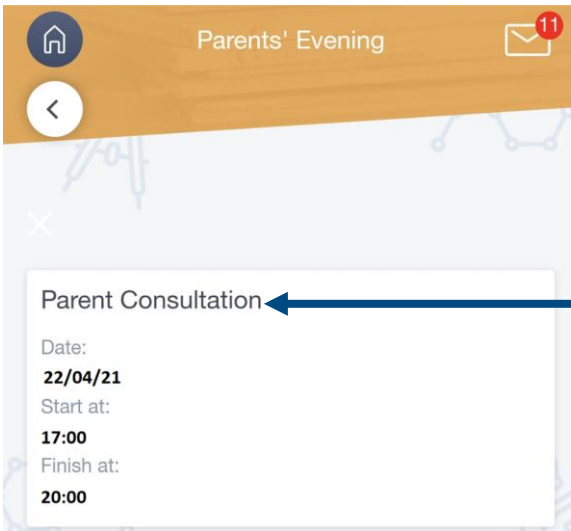 Parents' Evening
11
Parent Consultation
Date:
22/04/21
Start at:
17:00
Finish at:
20:00